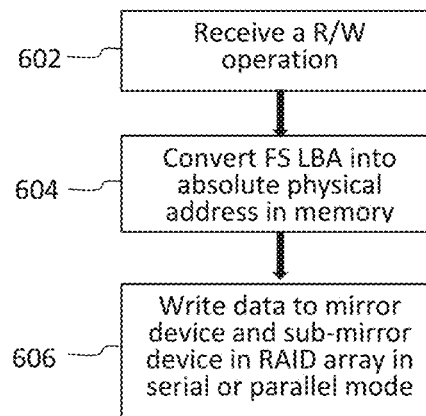 602
Receive a R/W
operation
604
Convert FS LBA into
absolute physical
address in memory
606
Write data to mirror
device and sub-mirror
device in RAID array in
serial or parallel mode